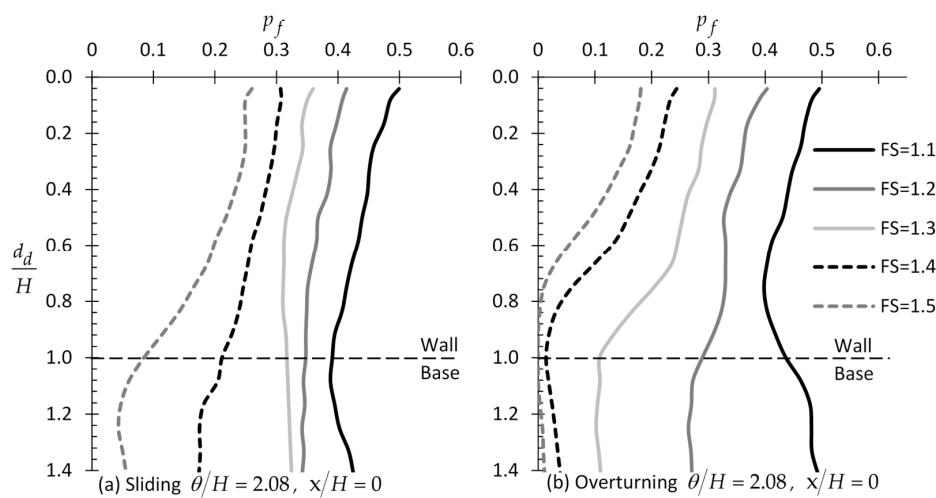 p_f
p_f
0 0.1 0.2 0.3 0.4 0.5 0.6
0 0.1 0.2 0.3 0.4 0.5 0.6
0.0
0.2
0.4
0.6
0.8
1.0
1.2
1.4
d_d/H
Wall
Base
(a) Sliding θ/H = 2.08, x/H = 0
0.0
0.2
0.4
0.6
0.8
1.0
1.2
1.4
FS=1.1
FS=1.2
FS=1.3
FS=1.4
FS=1.5
Wall
Base
(b) Overturning θ/H = 2.08, x/H = 0